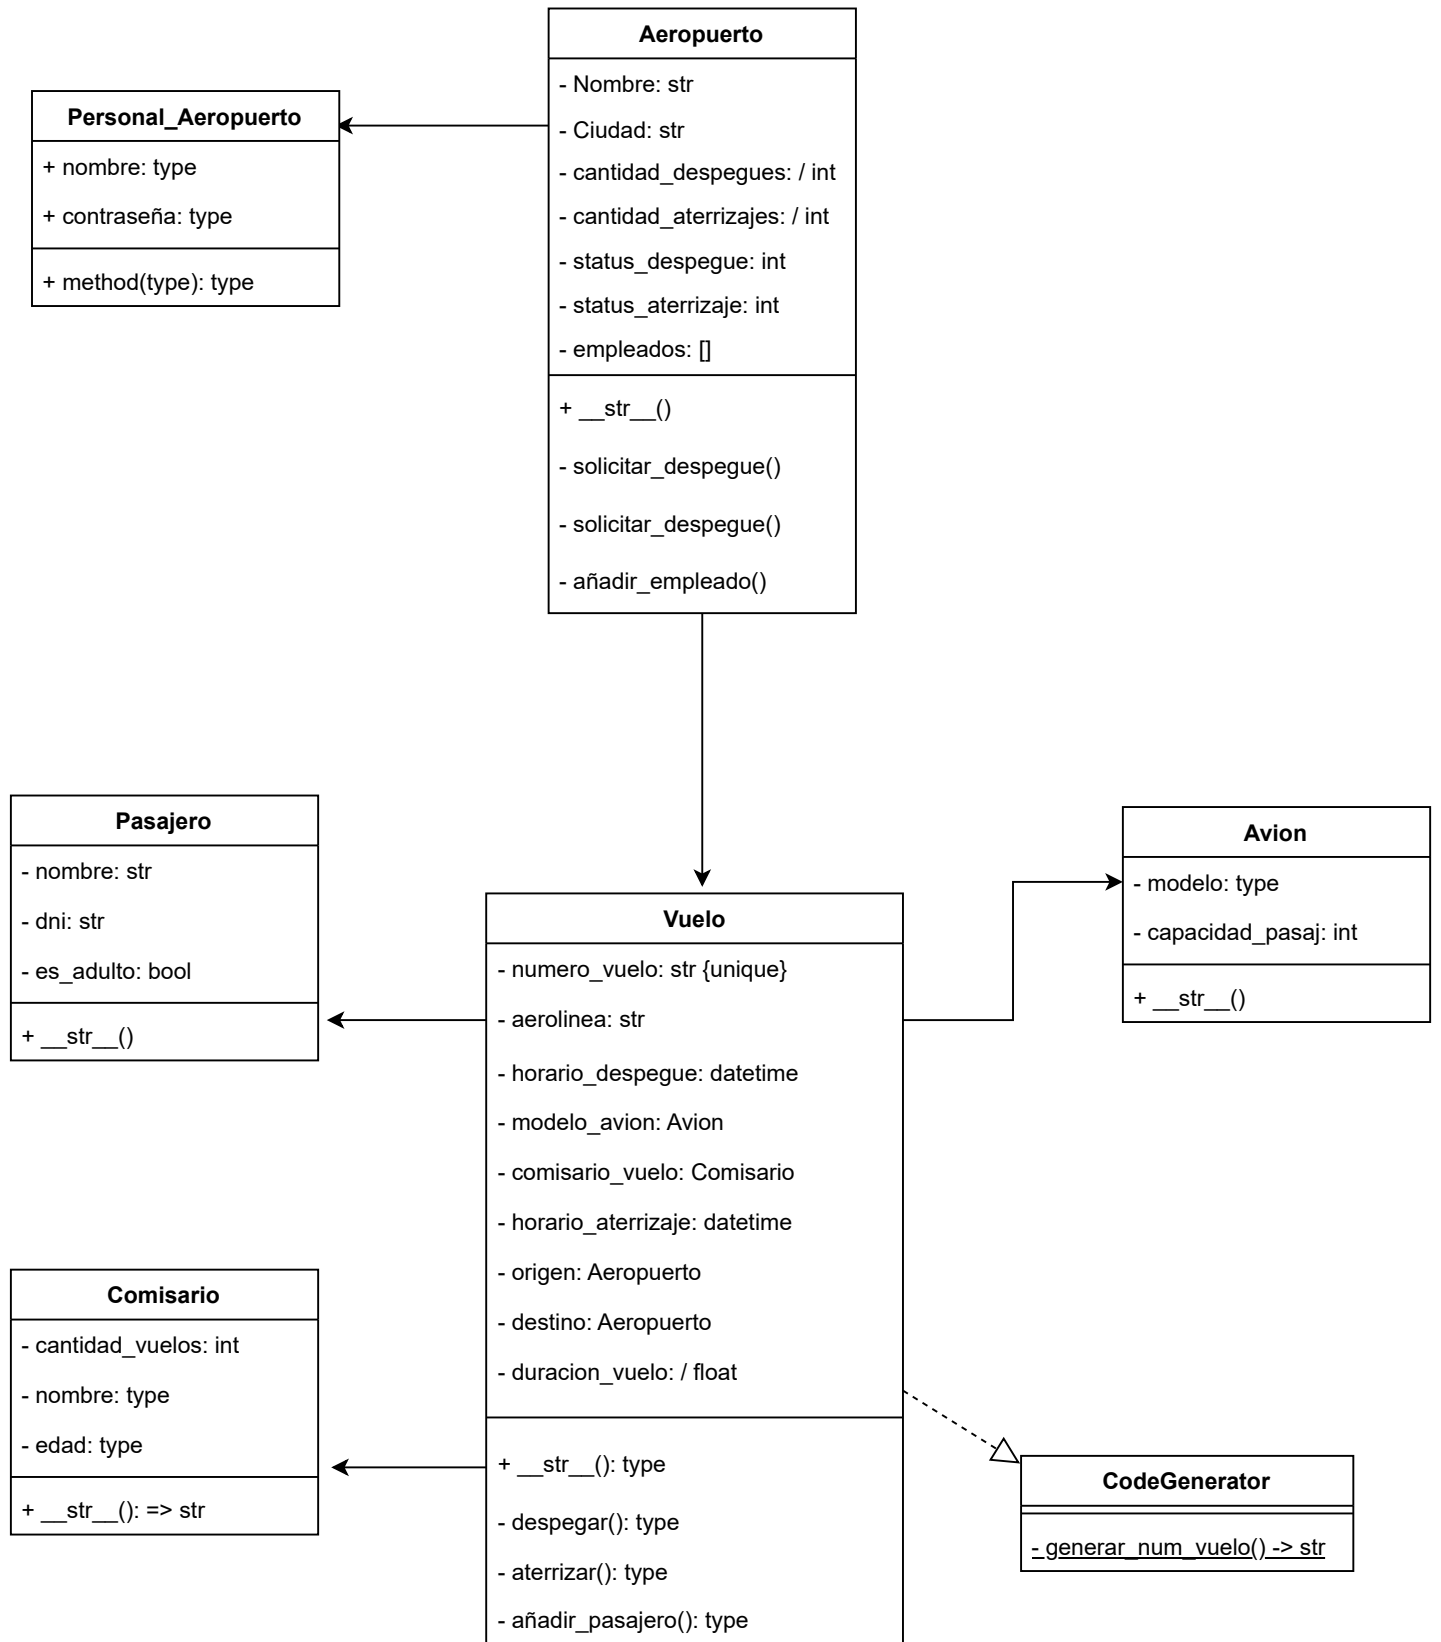 Aeropuerto
- Nombre: str
- Ciudad: str
- cantidad_despegues: / int
- cantidad_aterrizajes: / int
- status_despegue: int
- status_aterrizaje: int
- empleados: []
+ __str__()
- solicitar_despegue()
- solicitar_despegue()
- añadir_empleado()
Personal_Aeropuerto
+ nombre: type
+ contraseña: type
+ method(type): type
Pasajero
- nombre: str
- dni: str
- es_adulto: bool
+ __str__()
Avion
- modelo: type
- capacidad_pasaj: int
+ __str__()
Vuelo
- numero_vuelo: str {unique}
- aerolinea: str
- horario_despegue: datetime
- modelo_avion: Avion
- comisario_vuelo: Comisario
- horario_aterrizaje: datetime
- origen: Aeropuerto
- destino: Aeropuerto
- duracion_vuelo: / float
+ __str__(): type
- despegar(): type
- aterrizar(): type
- añadir_pasajero(): type
Comisario
- cantidad_vuelos: int
- nombre: type
- edad: type
+ __str__(): => str
CodeGenerator
- generar_num_vuelo() -> str